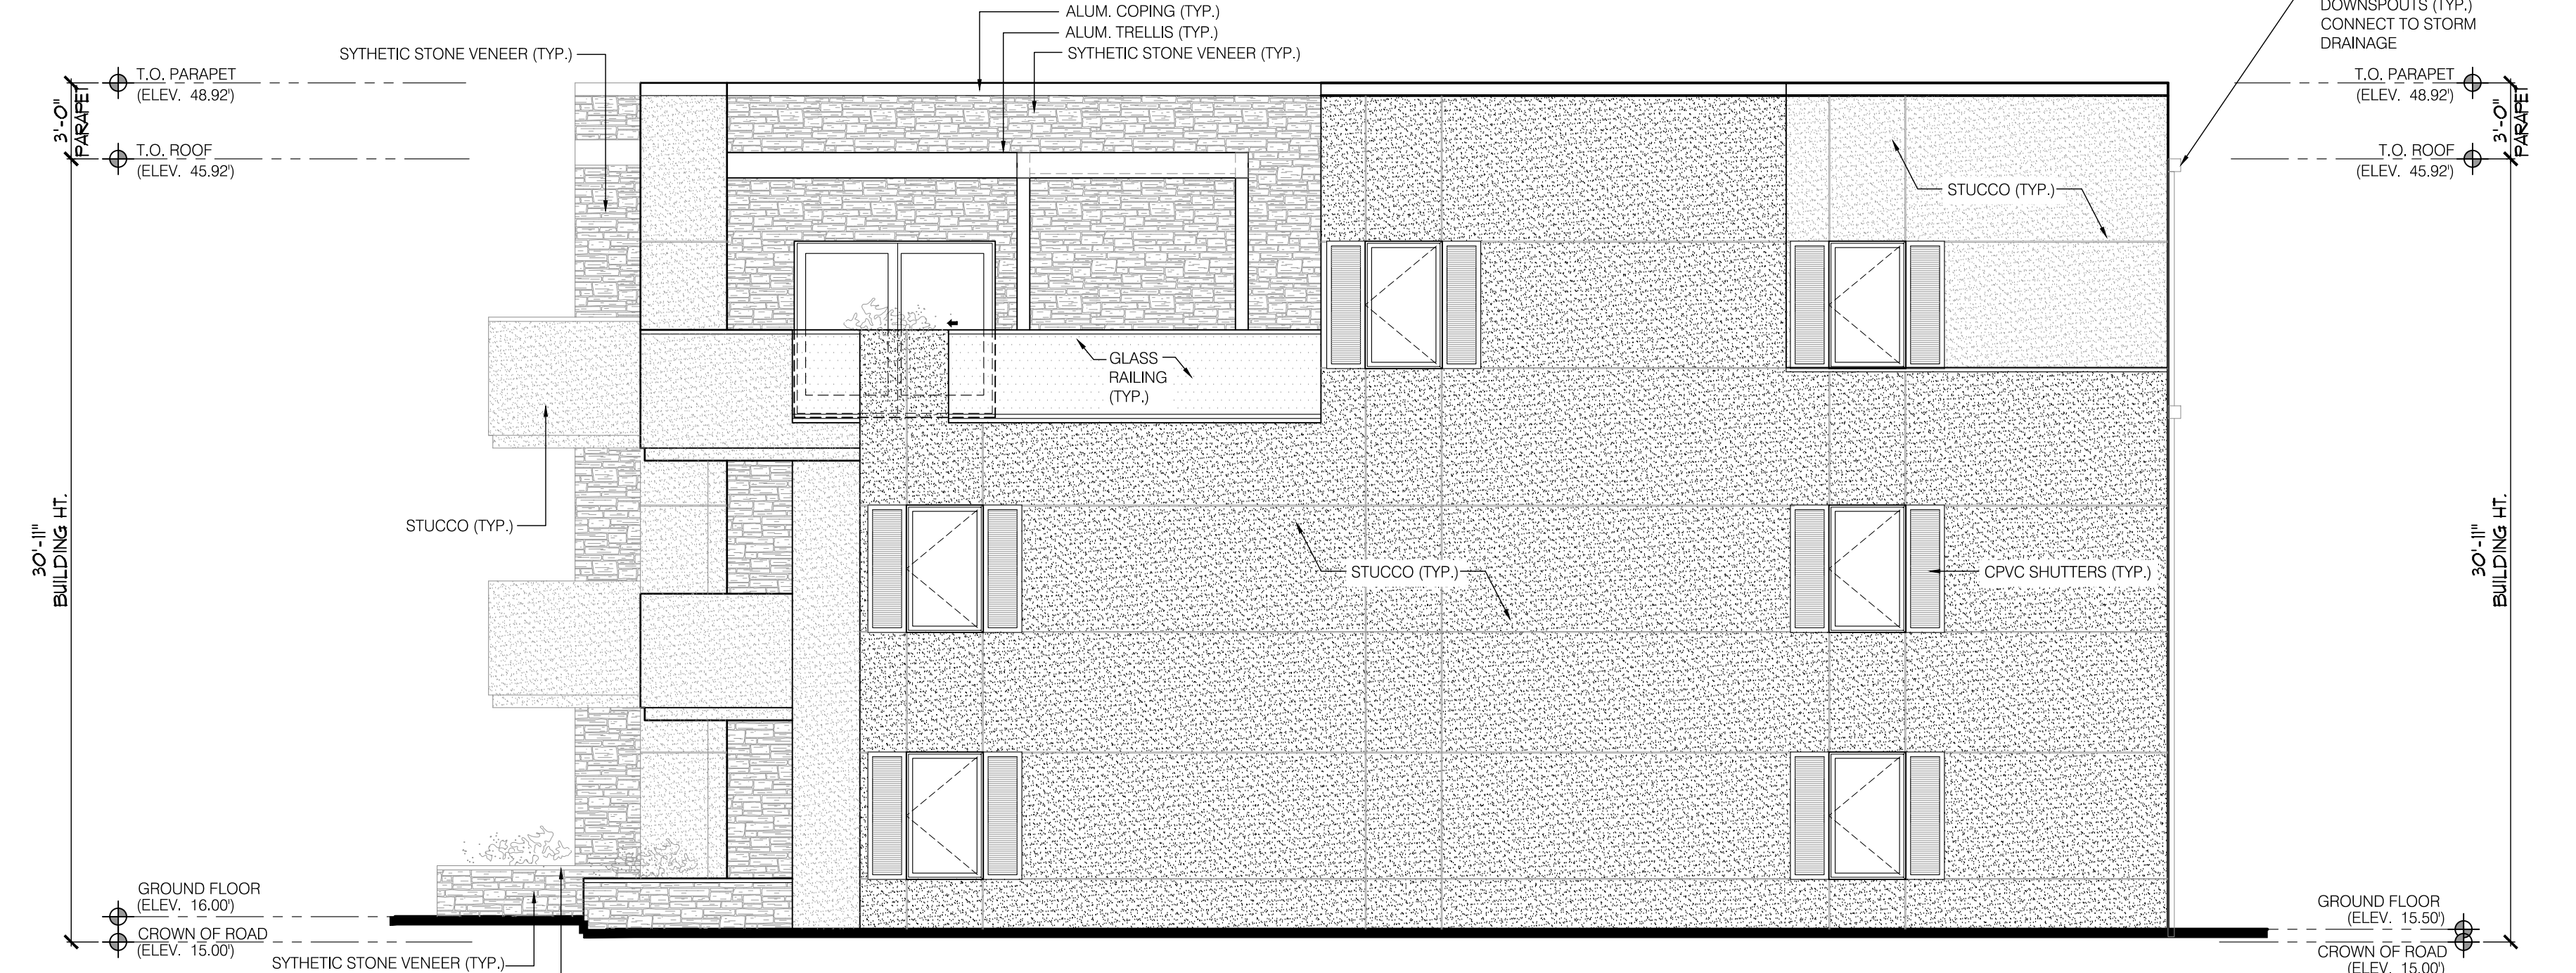 ALUM. COPING (TYP.)
ALUM. TRELLIS (TYP.)
SYTHETIC STONE VENEER (TYP.)
SYTHETIC STONE VENEER (TYP.)
DOWNSPOUTS (TYP.)
CONNECT TO STORM
DRAINAGE
T.O. PARAPET
(ELEV. 48.92')
3'-0"
PARAPET
T.O. ROOF
(ELEV. 45.92')
T.O. PARAPET
(ELEV. 48.92')
3'-0"
PARAPET
T.O. ROOF
(ELEV. 45.92')
STUCCO (TYP.)
GLASS
RAILING
(TYP.)
STUCCO (TYP.)
STUCCO (TYP.)
CPVC SHUTTERS (TYP.)
30'-11"
BUILDING HT.
30'-11"
BUILDING HT.
GROUND FLOOR
(ELEV. 16.00')
CROWN OF ROAD
(ELEV. 15.00')
SYTHETIC STONE VENEER (TYP.)
GROUND FLOOR
(ELEV. 15.50')
CROWN OF ROAD
(ELEV. 15.00')